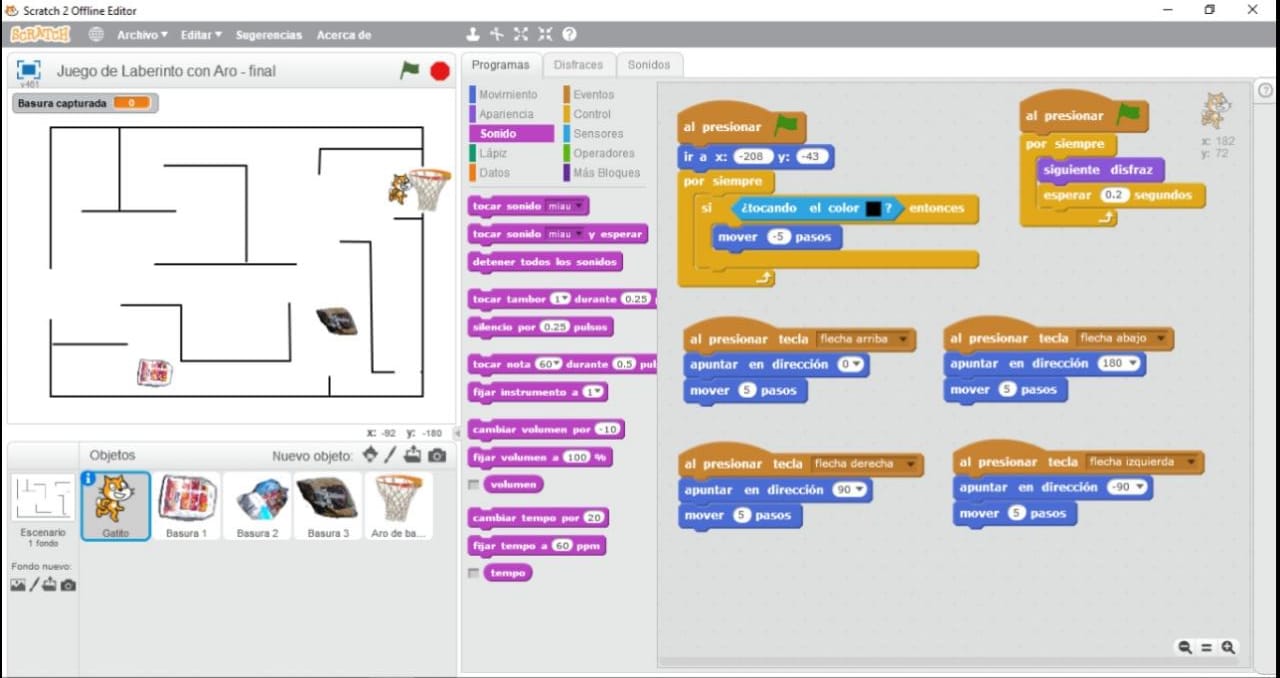 Scratch 2 Offline Editor
SCRATCH Archivo Editar Sugerencias Acerca de
Juego de Laberinto con Aro - final
v461
Basura capturada 0
X: -92 y: -180
Objetos Nuevo objeto:
Escenario
1 fondo
Fondo nuevo:
Gatito
Basura 1
Basura 2
Basura 3
Aro de ba...
Programas Disfraces Sonidos
Movimiento Eventos
Apariencia Control
Sonido Sensores
Lápiz Operadores
Datos Más Bloques
tocar sonido miau
tocar sonido miau y esperar
detener todos los sonidos
tocar tambor 1 durante 0.25
silencio por 0.25 pulsos
tocar nota 60 durante 0.5 pul
fijar instrumento a 1
cambiar volumen por -10
fijar volumen a 100 %
volumen
cambiar tempo por 20
fijar tempo a 60 ppm
tempo
al presionar
ir a x: -208 y: -43
por siempre
si ¿tocando el color ? entonces
mover -5 pasos
al presionar
por siempre
siguiente disfraz
esperar 0.2 segundos
x: 182
y: 72
al presionar tecla flecha arriba
apuntar en dirección 0
mover 5 pasos
al presionar tecla flecha abajo
apuntar en dirección 180
mover 5 pasos
al presionar tecla flecha derecha
apuntar en dirección 90
mover 5 pasos
al presionar tecla flecha izquierda
apuntar en dirección -90
mover 5 pasos